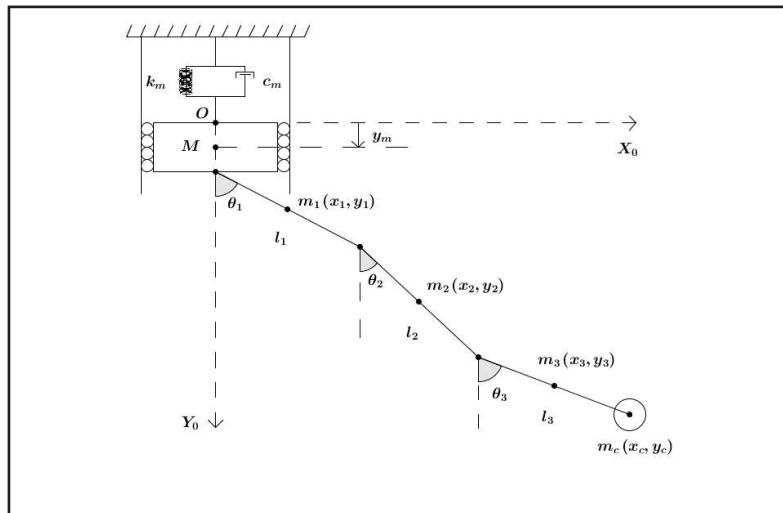 k_m
c_m
O
y_m
M
X_0
θ_1
m_1(x_1, y_1)
l_1
θ_2
m_2(x_2, y_2)
l_2
m_3(x_3, y_3)
θ_3
l_3
Y_0
m_c(x_c, y_c)